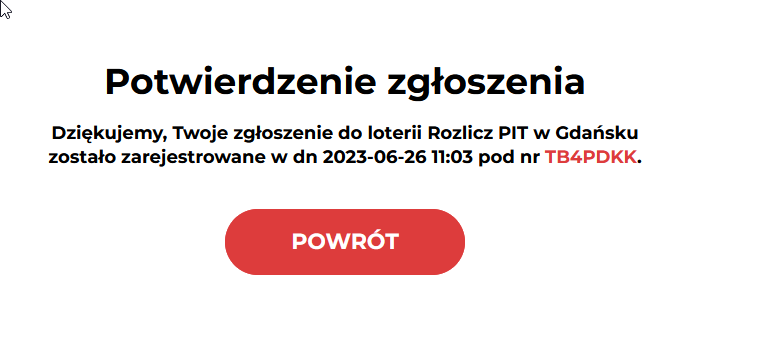 Potwierdzenie zgłoszenia
Dziękujemy, Twoje zgłoszenie do loterii Rozlicz PIT w Gdańsku
zostało zarejestrowane w dn 2023-06-26 11:03 pod nr TB4PDKK.
POWRÓT